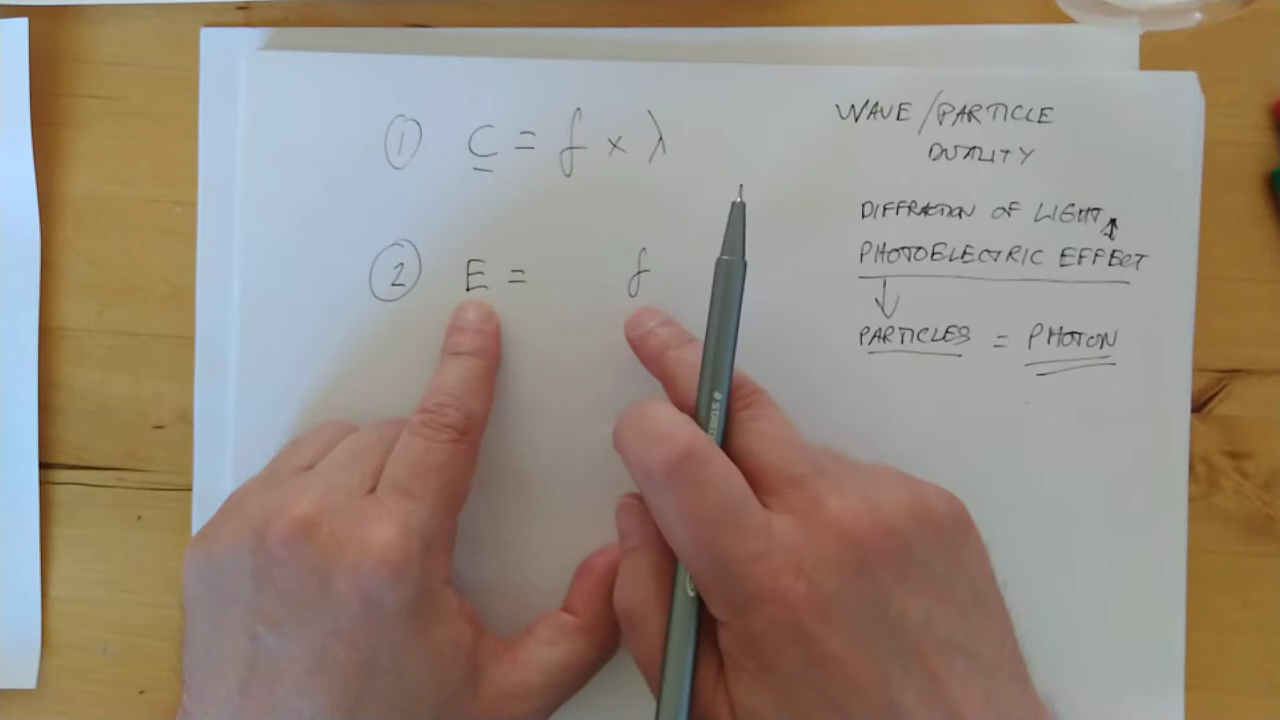 ① C = f × λ
② E = f
WAVE/PARTICLE
DUALITY
DIFFRACTION OF LIGHT
PHOTOELECTRIC EFFECT
↓
PARTICLES = PHOTON